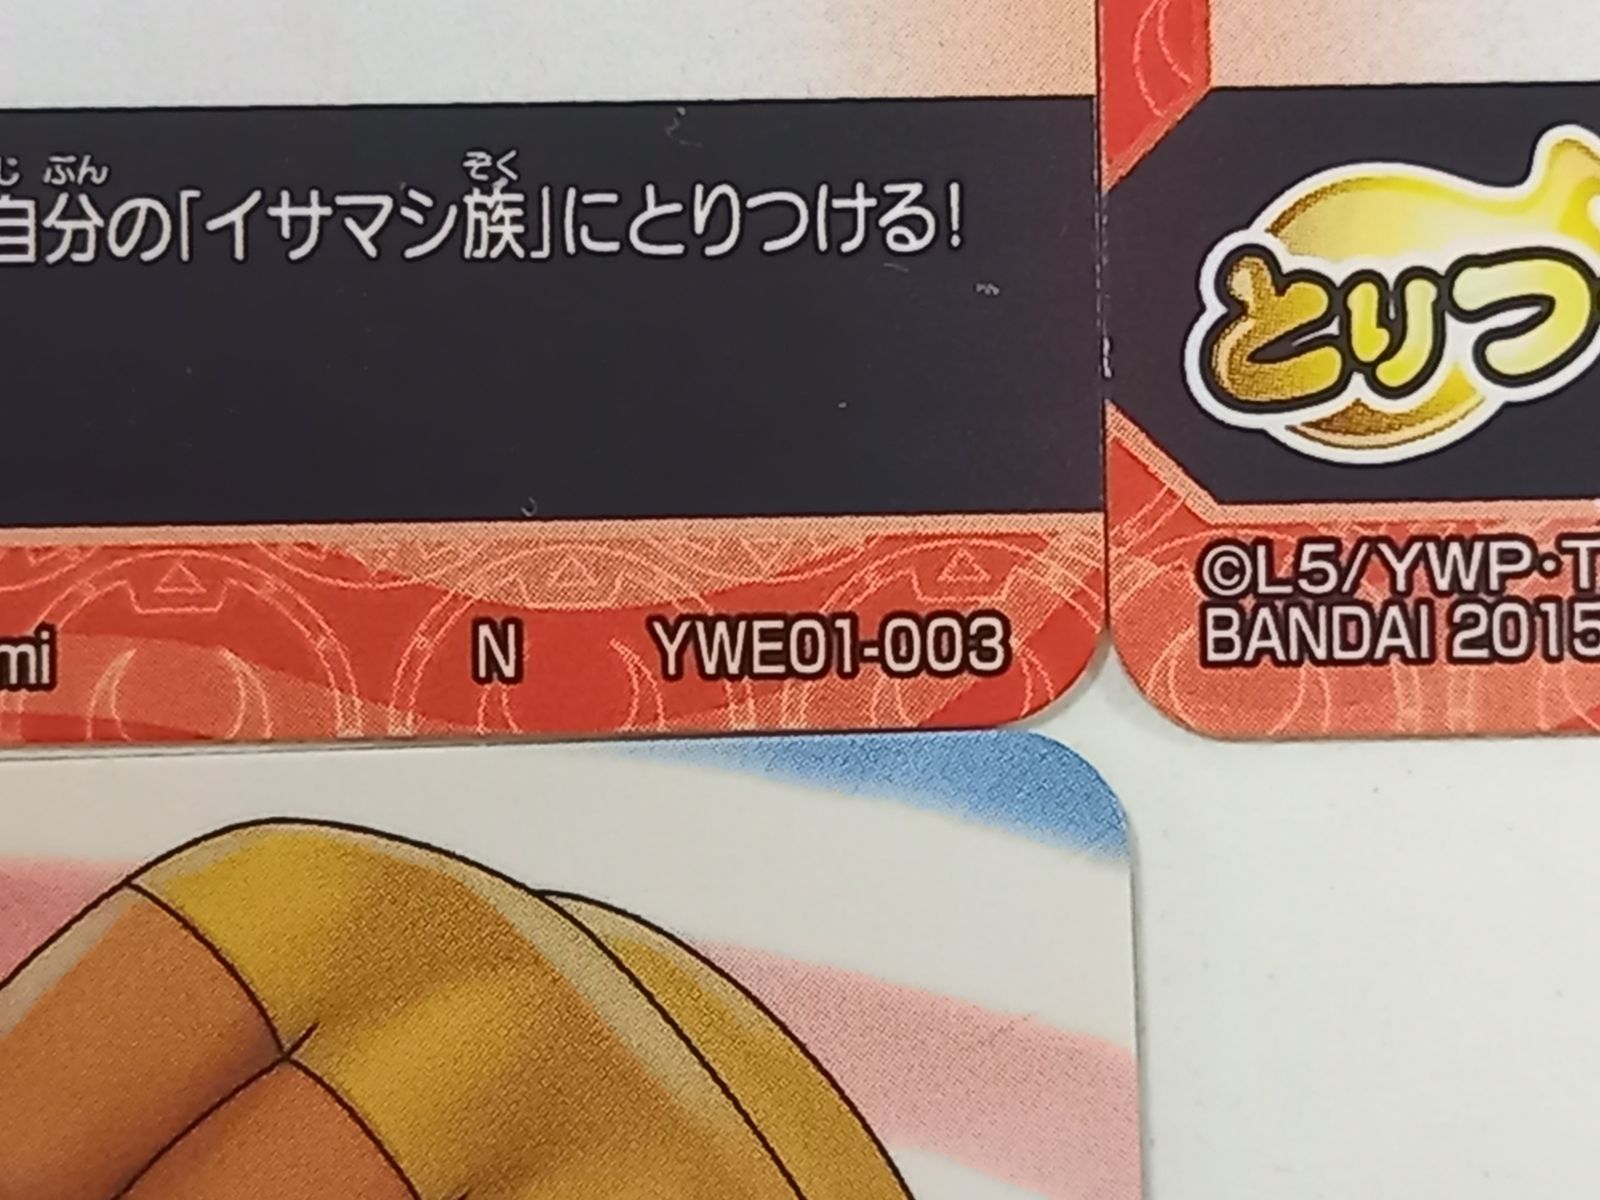 じ ぶん ぞく
自分の「イサマシ族」にとりつける!
とりつ
©L5/YWP・T
BANDAI 2015
mi N YWE01-003